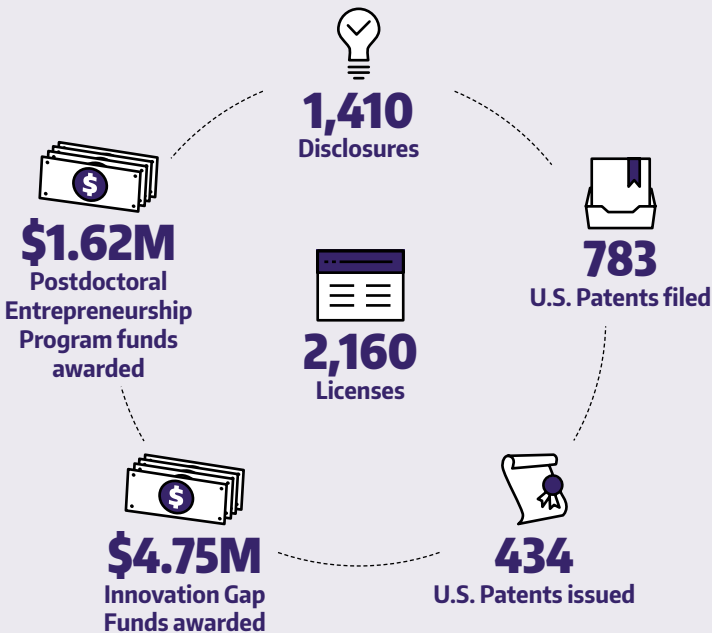 1,410
Disclosures
783
U.S. Patents filed
434
U.S. Patents issued
$
$4.75M
Innovation Gap
Funds awarded
$
$1.62M
Postdoctoral
Entrepreneurship
Program funds
awarded
2,160
Licenses